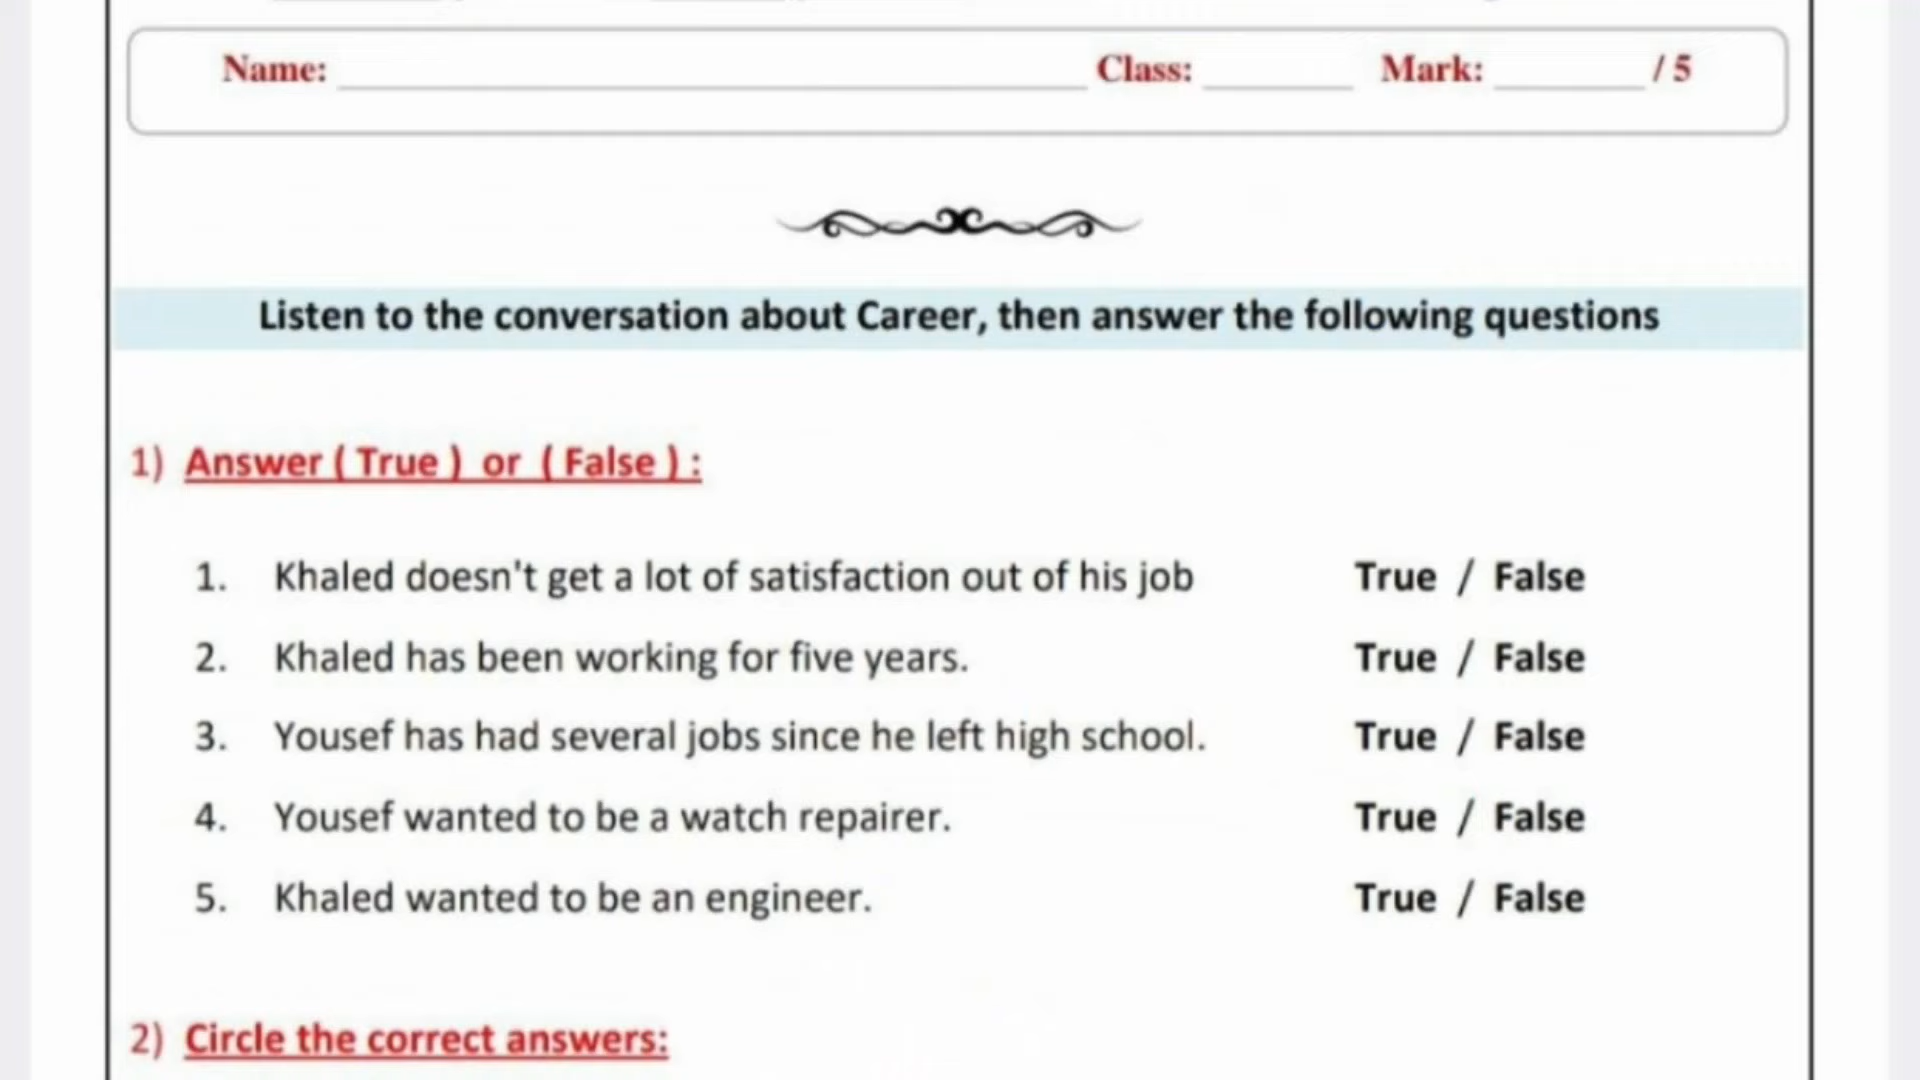 Name: Class: Mark: / 5
Listen to the conversation about Career, then answer the following questions
1) Answer ( True ) or ( False ) :
1. Khaled doesn't get a lot of satisfaction out of his job True / False
2. Khaled has been working for five years. True / False
3. Yousef has had several jobs since he left high school. True / False
4. Yousef wanted to be a watch repairer. True / False
5. Khaled wanted to be an engineer. True / False
2) Circle the correct answers: